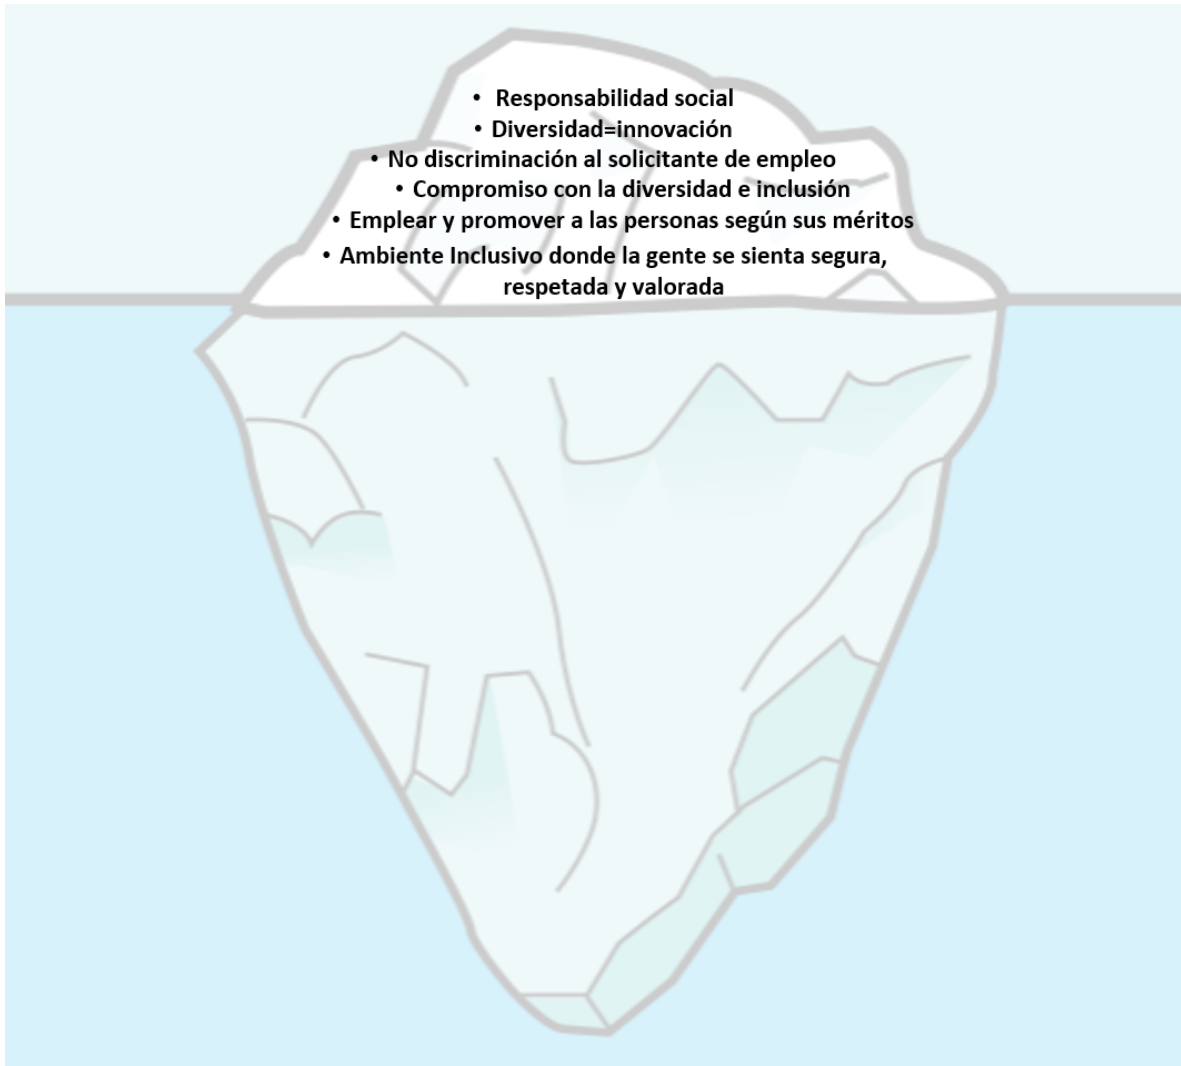 • Responsabilidad social
• Diversidad=innovación
• No discriminación al solicitante de empleo
• Compromiso con la diversidad e inclusión
• Emplear y promover a las personas según sus méritos
• Ambiente Inclusivo donde la gente se sienta segura,
respetada y valorada